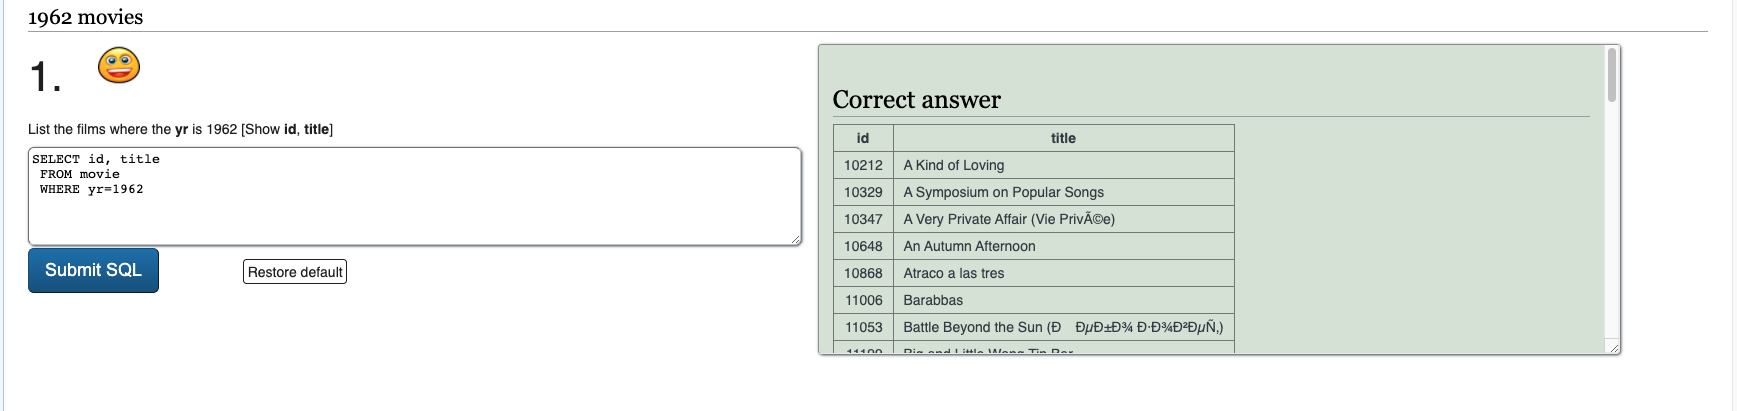 1962 movies
1.
List the films where the yr is 1962 [Show id, title]
SELECT id, title
FROM movie
WHERE yr=1962
Submit SQL
Restore default
Correct answer
id title
10212 A Kind of Loving
10329 A Symposium on Popular Songs
10347 A Very Private Affair (Vie PrivÃ©e)
10648 An Autumn Afternoon
10868 Atraco a las tres
11006 Barabbas
11053 Battle Beyond the Sun (Ð ÐµÐ±Ð¾ Ð·Ð¾Ð²ÐµÑ‚)